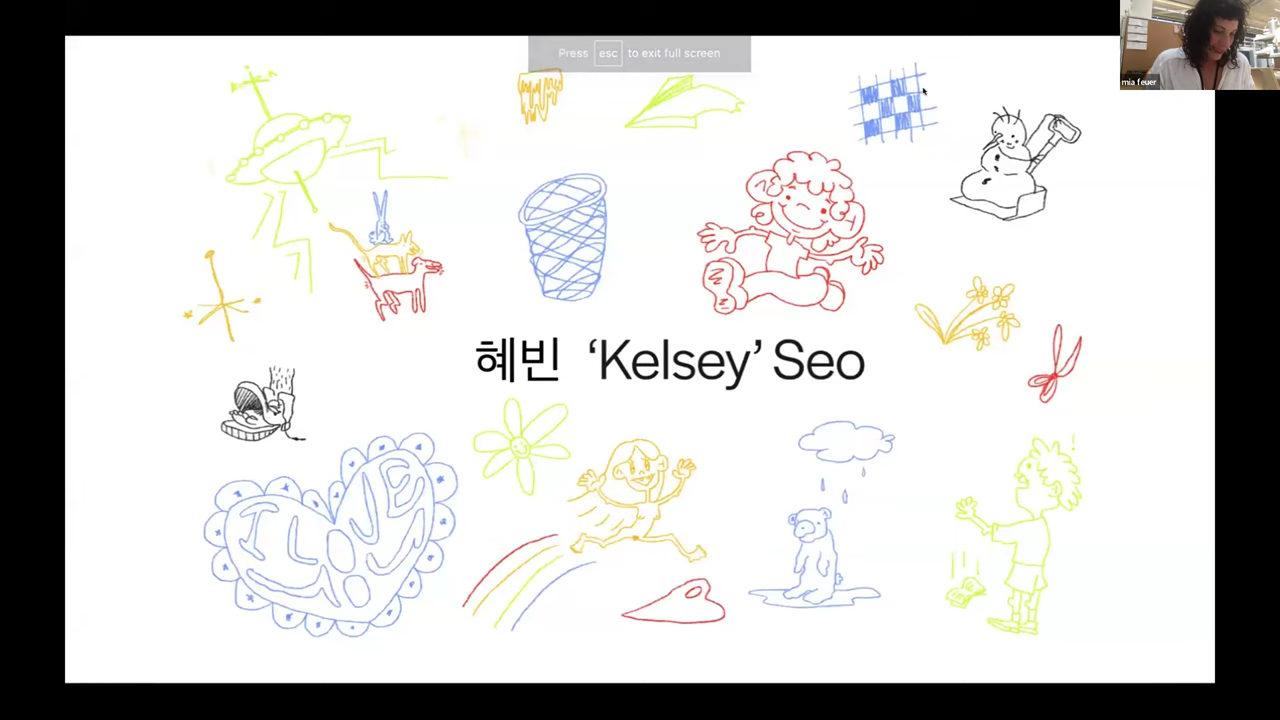 Press esc to exit full screen
mia feuer
혜빈 ‘Kelsey’ Seo
I LOVE